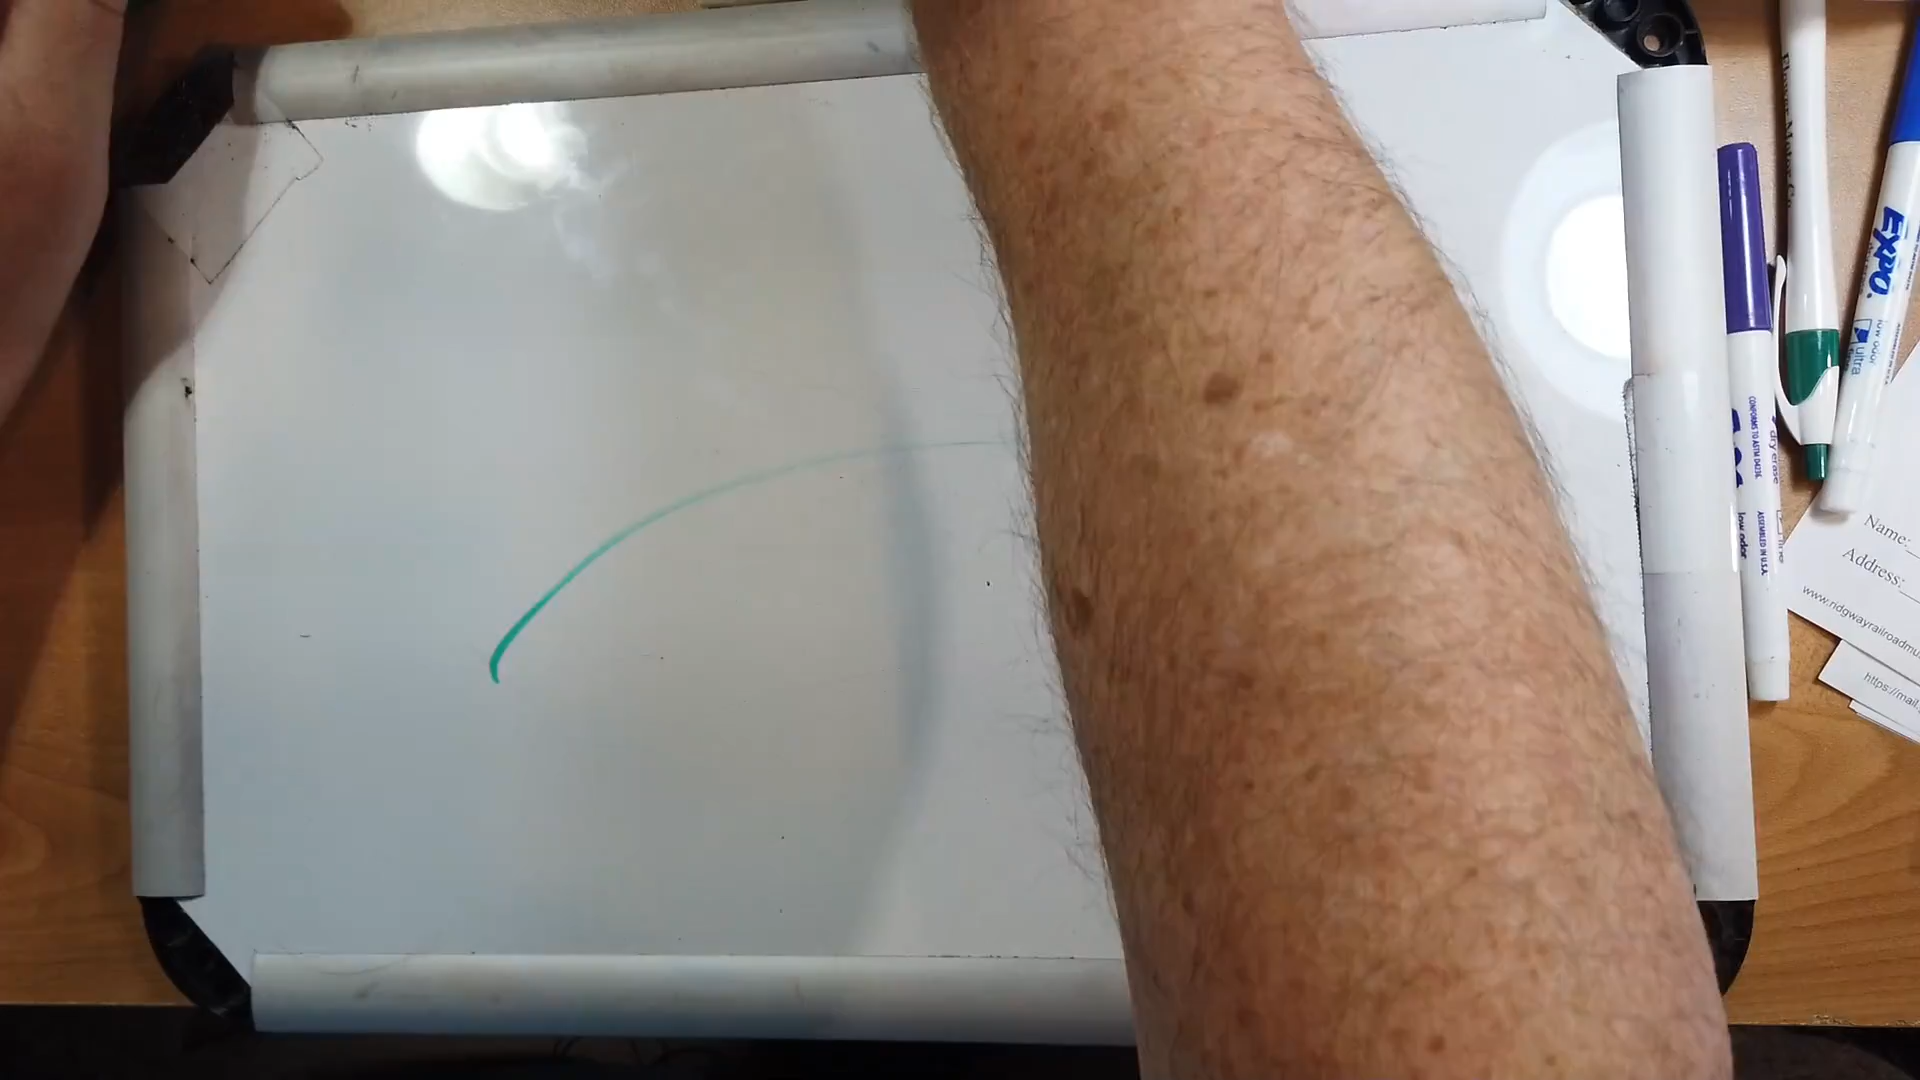 EXPO.
low odor
ultra
CONFORMS TO ASTM D4236
dry erase
low odor
ASSEMBLED IN U.S.A.
fine
Name:
Address:
www.ridgwayrailroadmu
https://mail.